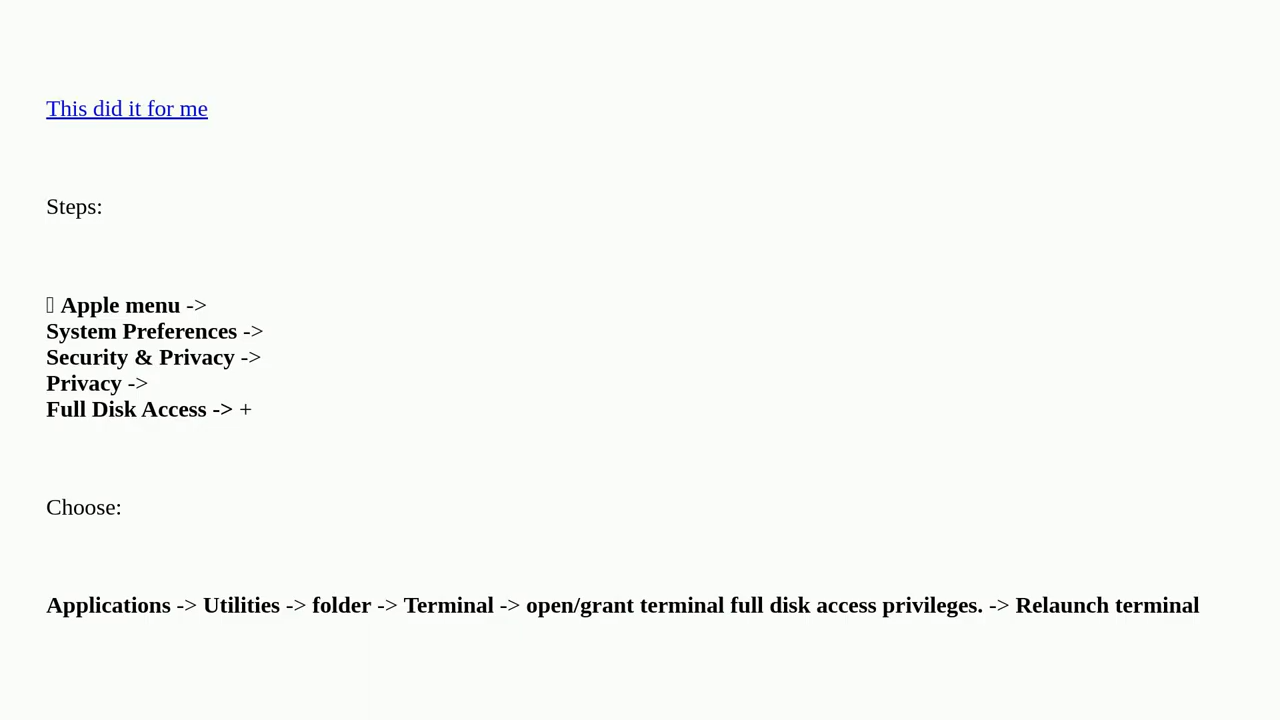 This did it for me
Steps:
Apple menu ->
System Preferences ->
Security & Privacy ->
Privacy ->
Full Disk Access -> +
Choose:
Applications -> Utilities -> folder -> Terminal -> open/grant terminal full disk access privileges. -> Relaunch terminal